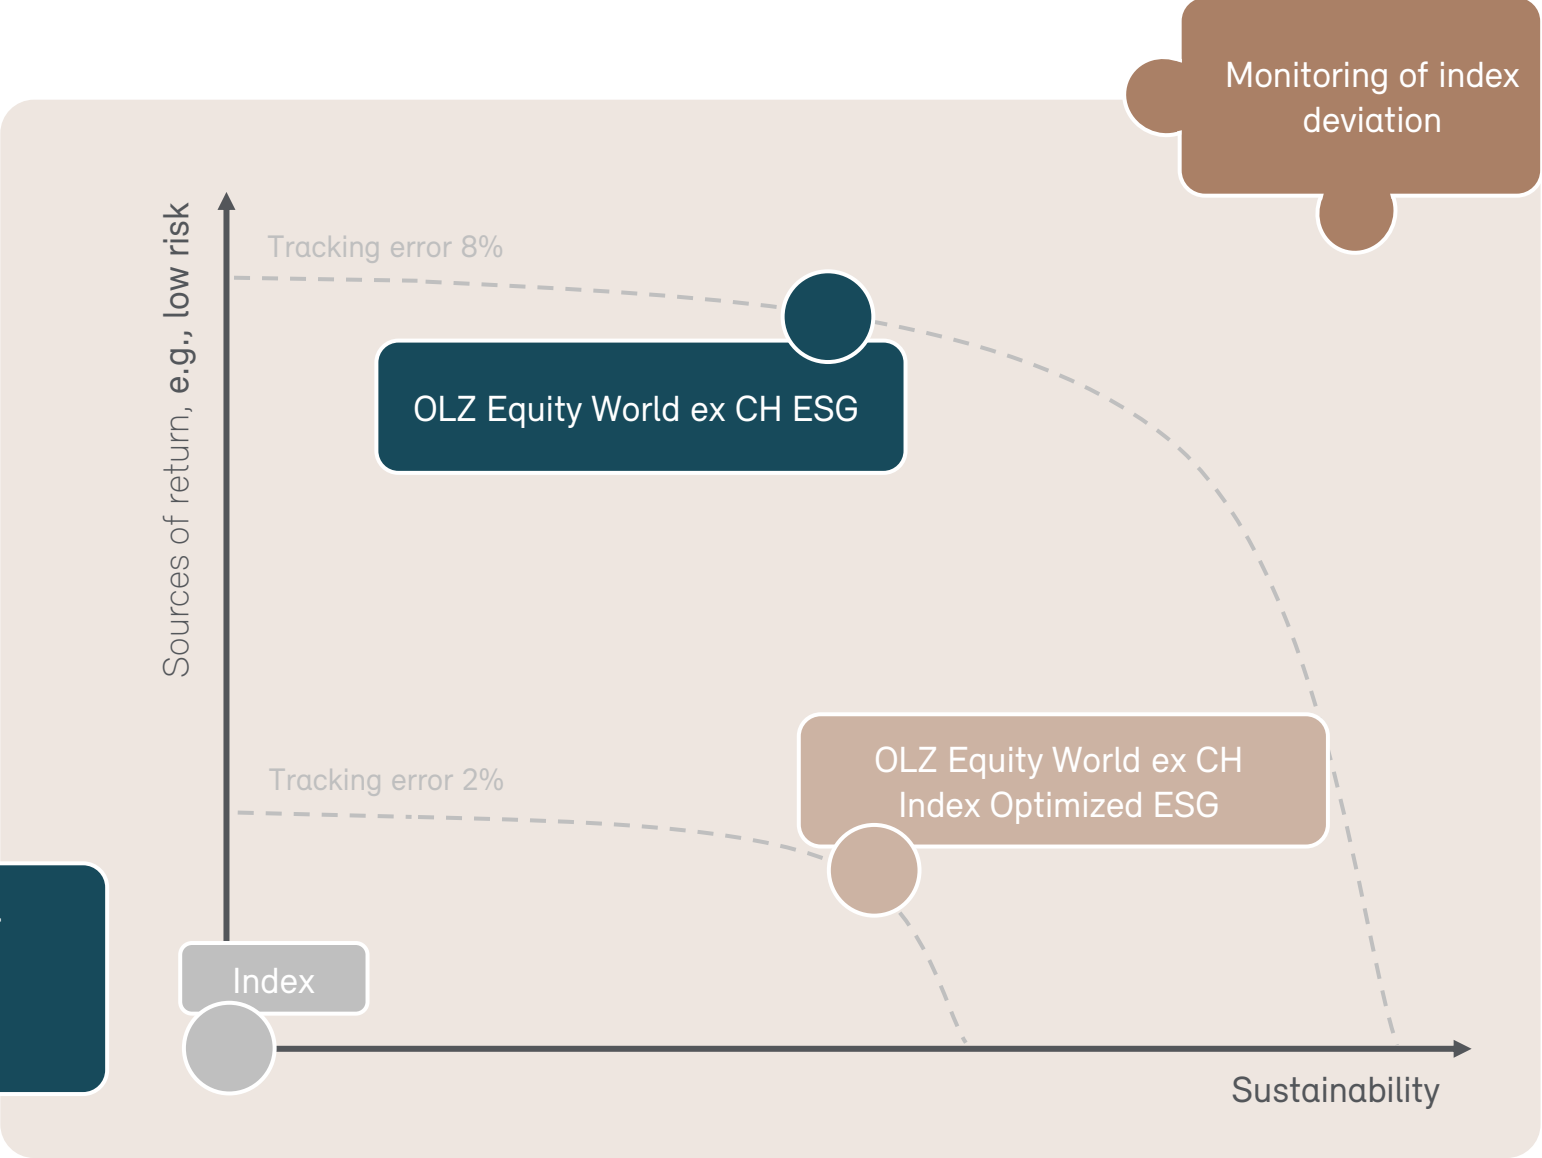 Monitoring of index
deviation
Sources of return, e.g., low risk
Tracking error 8%
OLZ Equity World ex CH ESG
OLZ Equity World ex CH
Index Optimized ESG
Tracking error 2%
Index
Sustainability